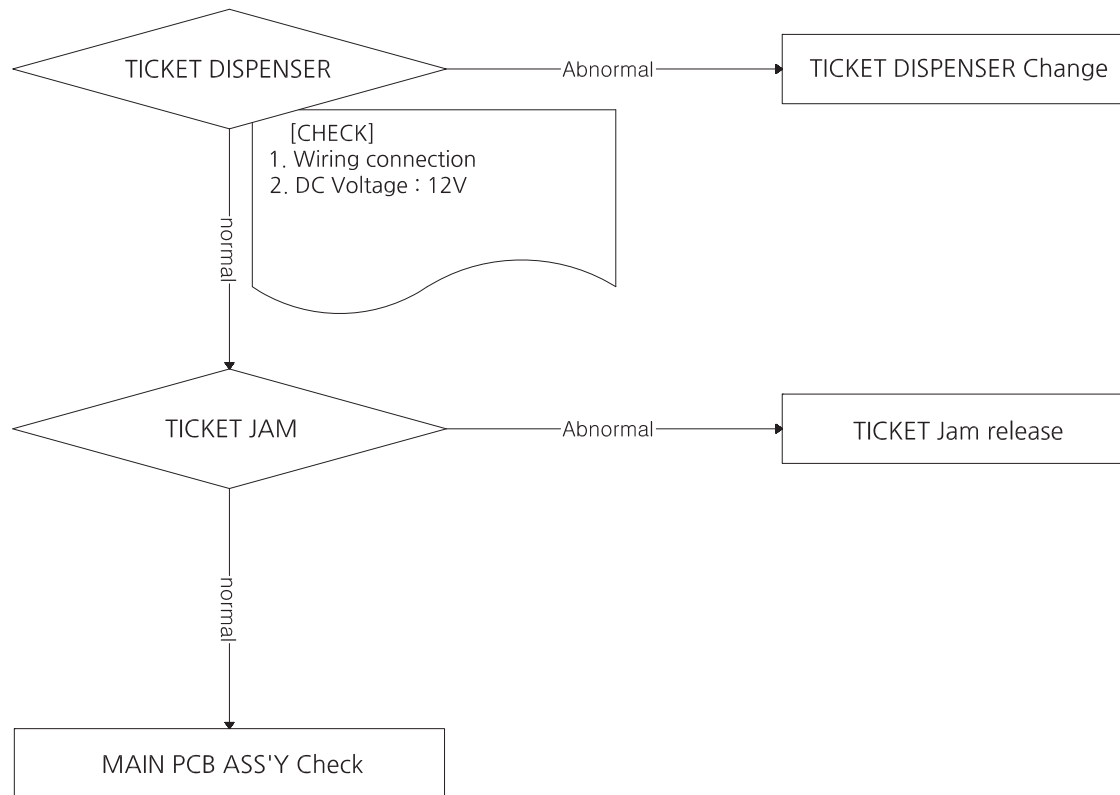 TICKET DISPENSER
Abnormal
TICKET DISPENSER Change
[CHECK]
1. Wiring connection
2. DC Voltage : 12V
normal
TICKET JAM
Abnormal
TICKET Jam release
normal
MAIN PCB ASS'Y Check